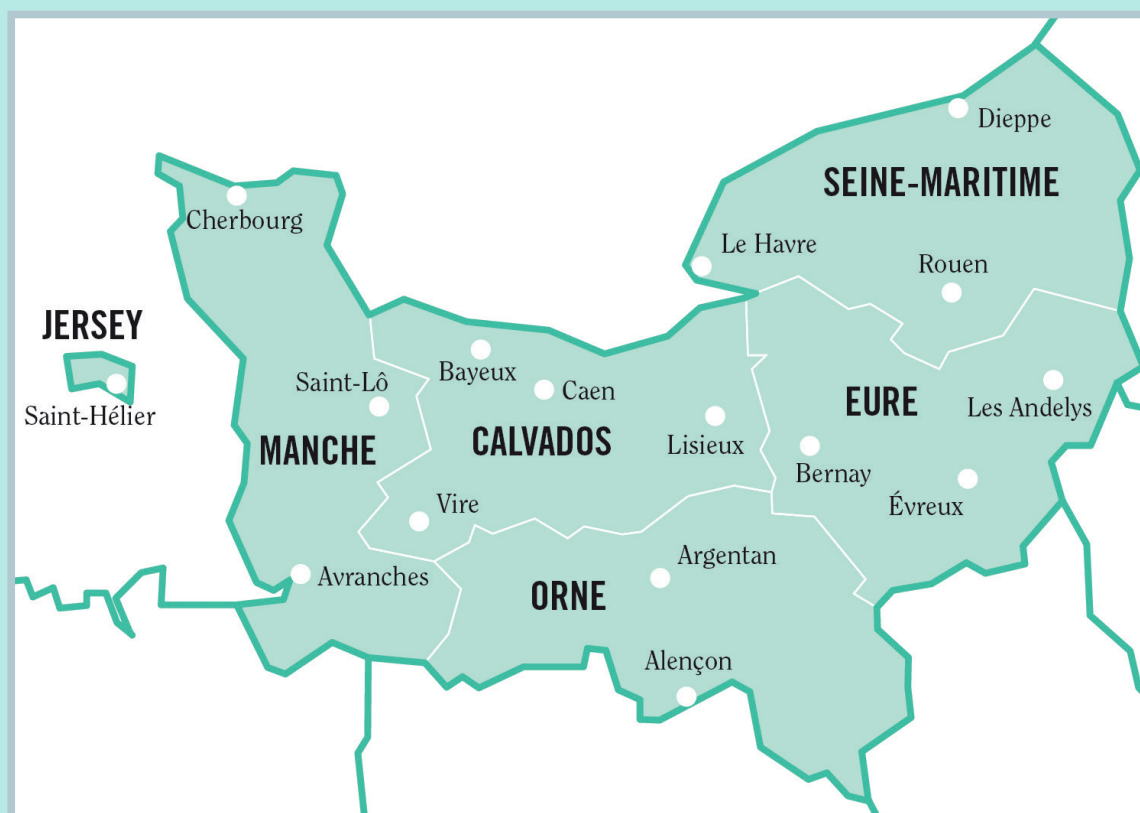 Dieppe
SEINE-MARITIME
Cherbourg
Le Havre
Rouen
JERSEY
Saint-Hélier
Saint-Lô
Bayeux
Caen
Lisieux
EURE
Les Andelys
MANCHE
CALVADOS
Bernay
Évreux
Vire
Avranches
ORNE
Argentan
Alençon